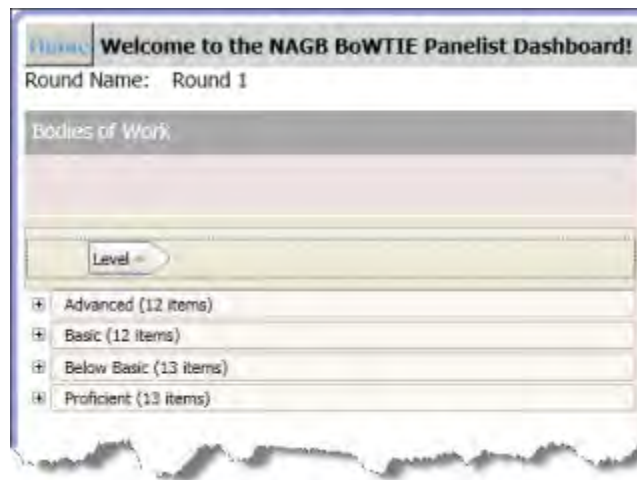 Home Welcome to the NAGB BoWTIE Panelist Dashboard!
Round Name: Round 1
Bodies of Work
Level
Advanced (12 items)
Basic (12 items)
Below Basic (13 items)
Proficient (13 items)